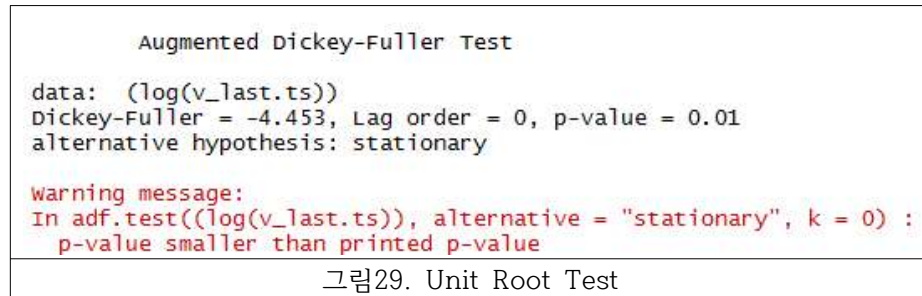 Augmented Dickey-Fuller Test
data:  (log(v_last.ts))
Dickey-Fuller = -4.453, Lag order = 0, p-value = 0.01
alternative hypothesis: stationary
Warning message:
In adf.test((log(v_last.ts)), alternative = "stationary", k = 0) :
  p-value smaller than printed p-value
그림29. Unit Root Test